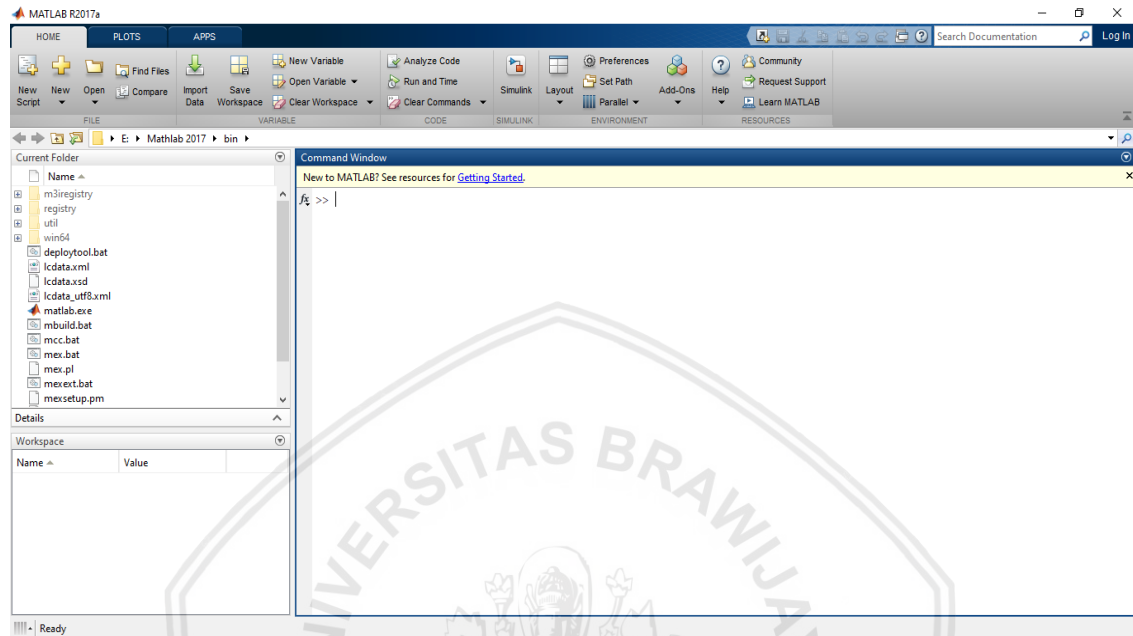 MATLAB R2017a
HOME PLOTS APPS Search Documentation Log In
New Script New Open Find Files Compare Import Data Save Workspace New Variable Open Variable Clear Workspace Analyze Code Run and Time Clear Commands Simulink Layout Preferences Set Path Parallel Add-Ons Help Community Request Support Learn MATLAB
FILE VARIABLE CODE SIMULINK ENVIRONMENT RESOURCES
E: Mathlab 2017 bin
Current Folder
Name
m3iregistry
registry
util
win64
deploytool.bat
lcdata.xml
lcdata.xsd
lcdata_utf8.xml
matlab.exe
mbuild.bat
mcc.bat
mex.bat
mex.pl
mexext.bat
mexsetup.pm
Details
Workspace
Name Value
Command Window
New to MATLAB? See resources for Getting Started.
fx >>
UNIVERSITAS BRAWIJA
Ready